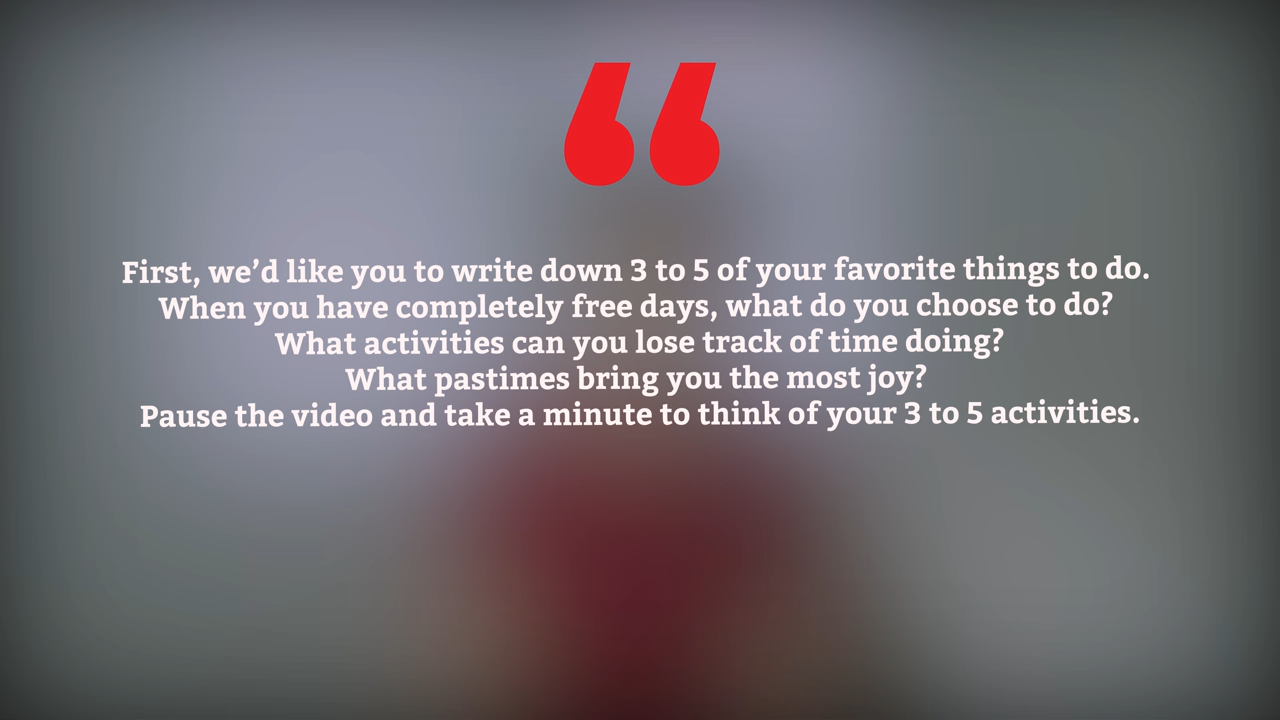 “
First, we’d like you to write down 3 to 5 of your favorite things to do.
When you have completely free days, what do you choose to do?
What activities can you lose track of time doing?
What pastimes bring you the most joy?
Pause the video and take a minute to think of your 3 to 5 activities.